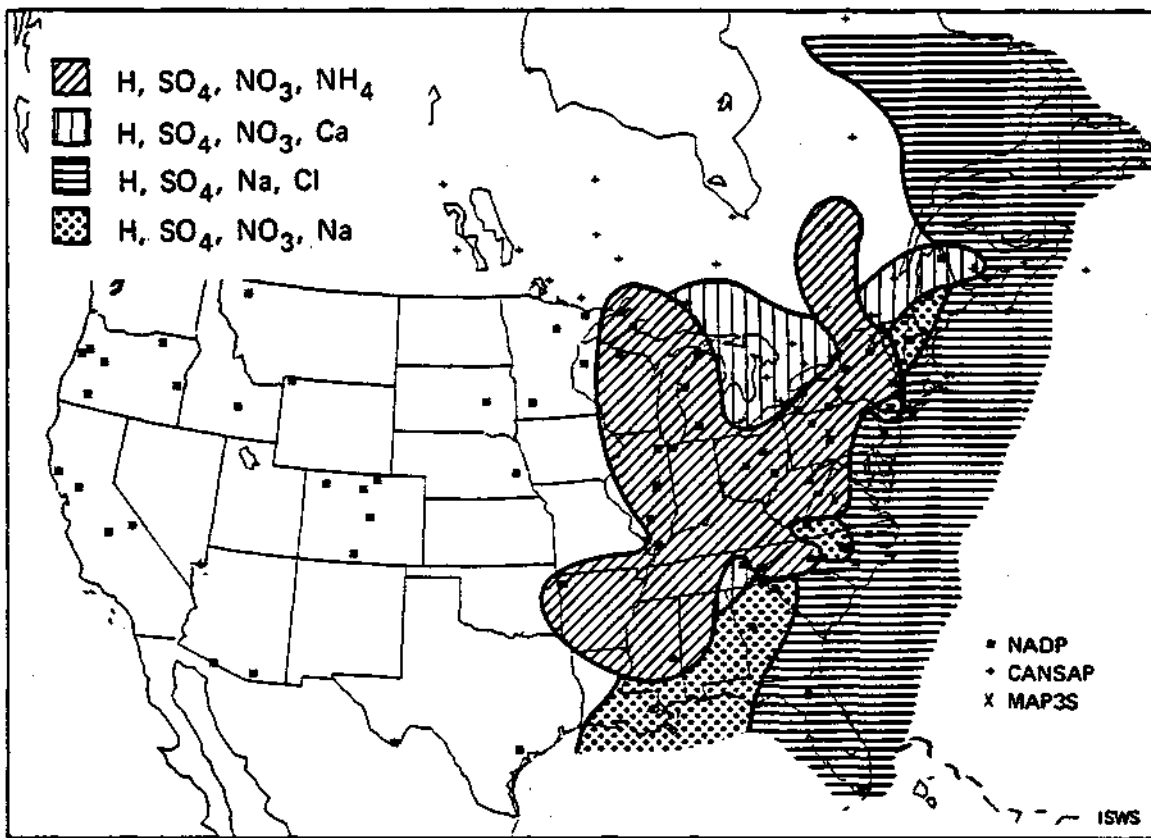 H, SO₄, NO₃, NH₄
H, SO₄, NO₃, Ca
H, SO₄, Na, Cl
H, SO₄, NO₃, Na
▪ NADP
+ CANSAP
x MAP3S
ISWS